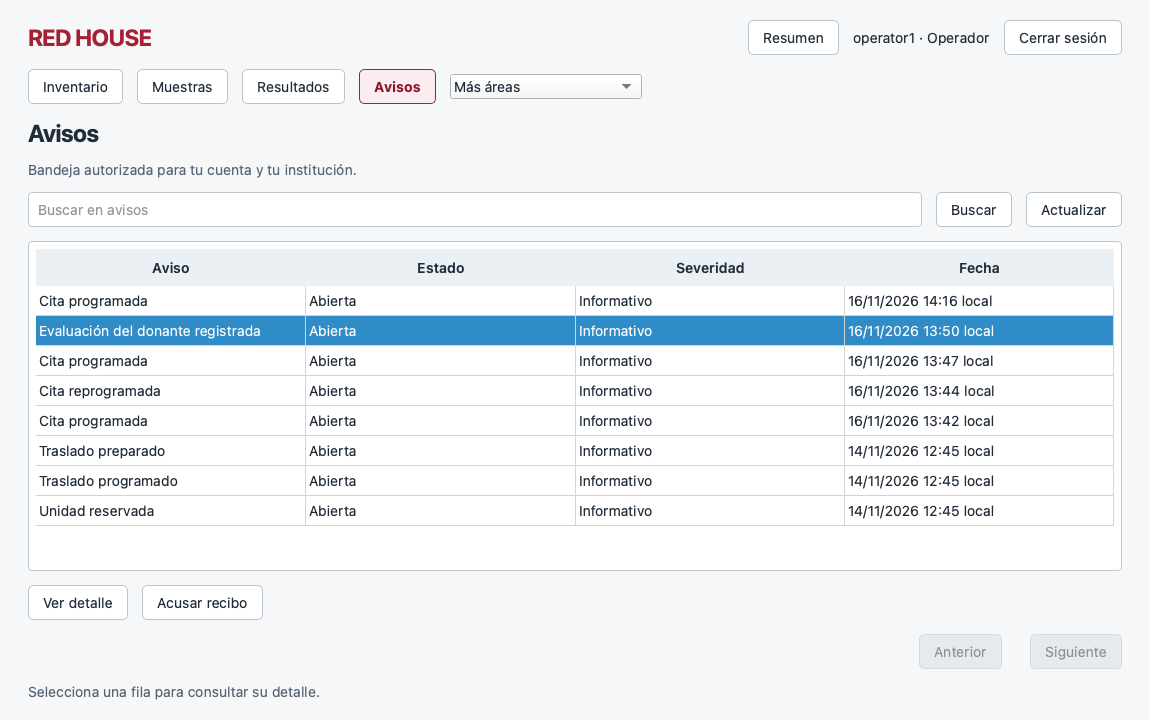 RED HOUSE
Resumen operator1 · Operador Cerrar sesión
Inventario Muestras Resultados Avisos Más áreas
Avisos
Bandeja autorizada para tu cuenta y tu institución.
Buscar en avisos Buscar Actualizar
Aviso Estado Severidad Fecha
Cita programada Abierta Informativo 16/11/2026 14:16 local
Evaluación del donante registrada Abierta Informativo 16/11/2026 13:50 local
Cita programada Abierta Informativo 16/11/2026 13:47 local
Cita reprogramada Abierta Informativo 16/11/2026 13:44 local
Cita programada Abierta Informativo 16/11/2026 13:42 local
Traslado preparado Abierta Informativo 14/11/2026 12:45 local
Traslado programado Abierta Informativo 14/11/2026 12:45 local
Unidad reservada Abierta Informativo 14/11/2026 12:45 local
Ver detalle Acusar recibo
Anterior Siguiente
Selecciona una fila para consultar su detalle.